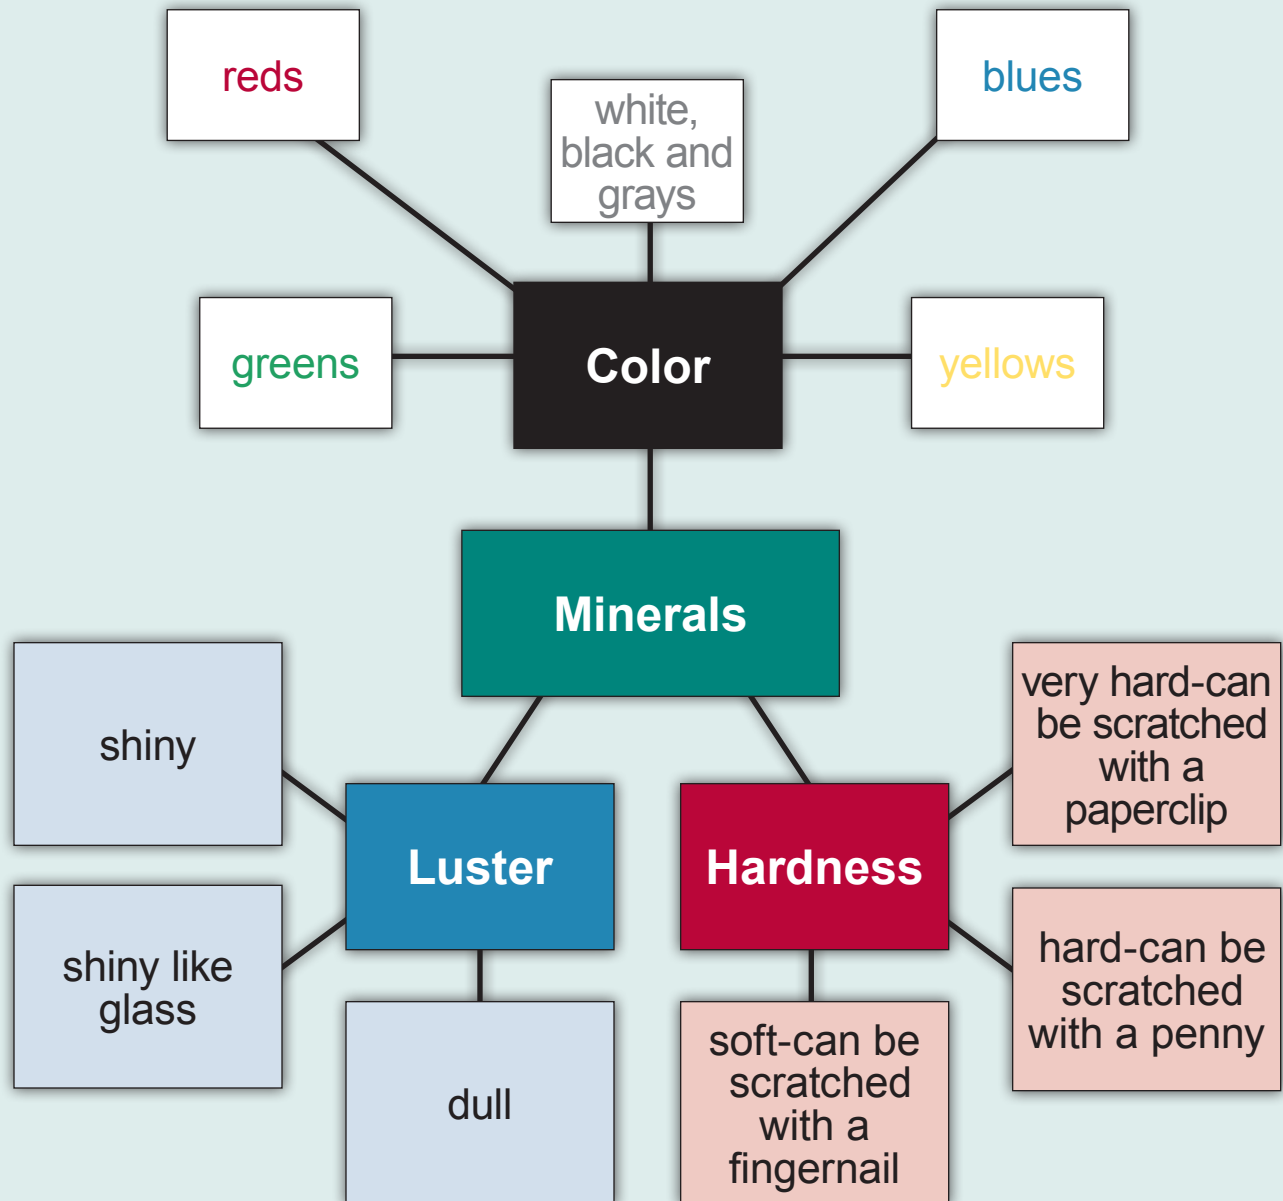 reds
white,
black and
grays
blues
greens
Color
yellows
Minerals
shiny
very hard-can
be scratched
with a
paperclip
Luster
Hardness
shiny like
glass
hard-can be
scratched
with a penny
dull
soft-can be
scratched
with a
fingernail